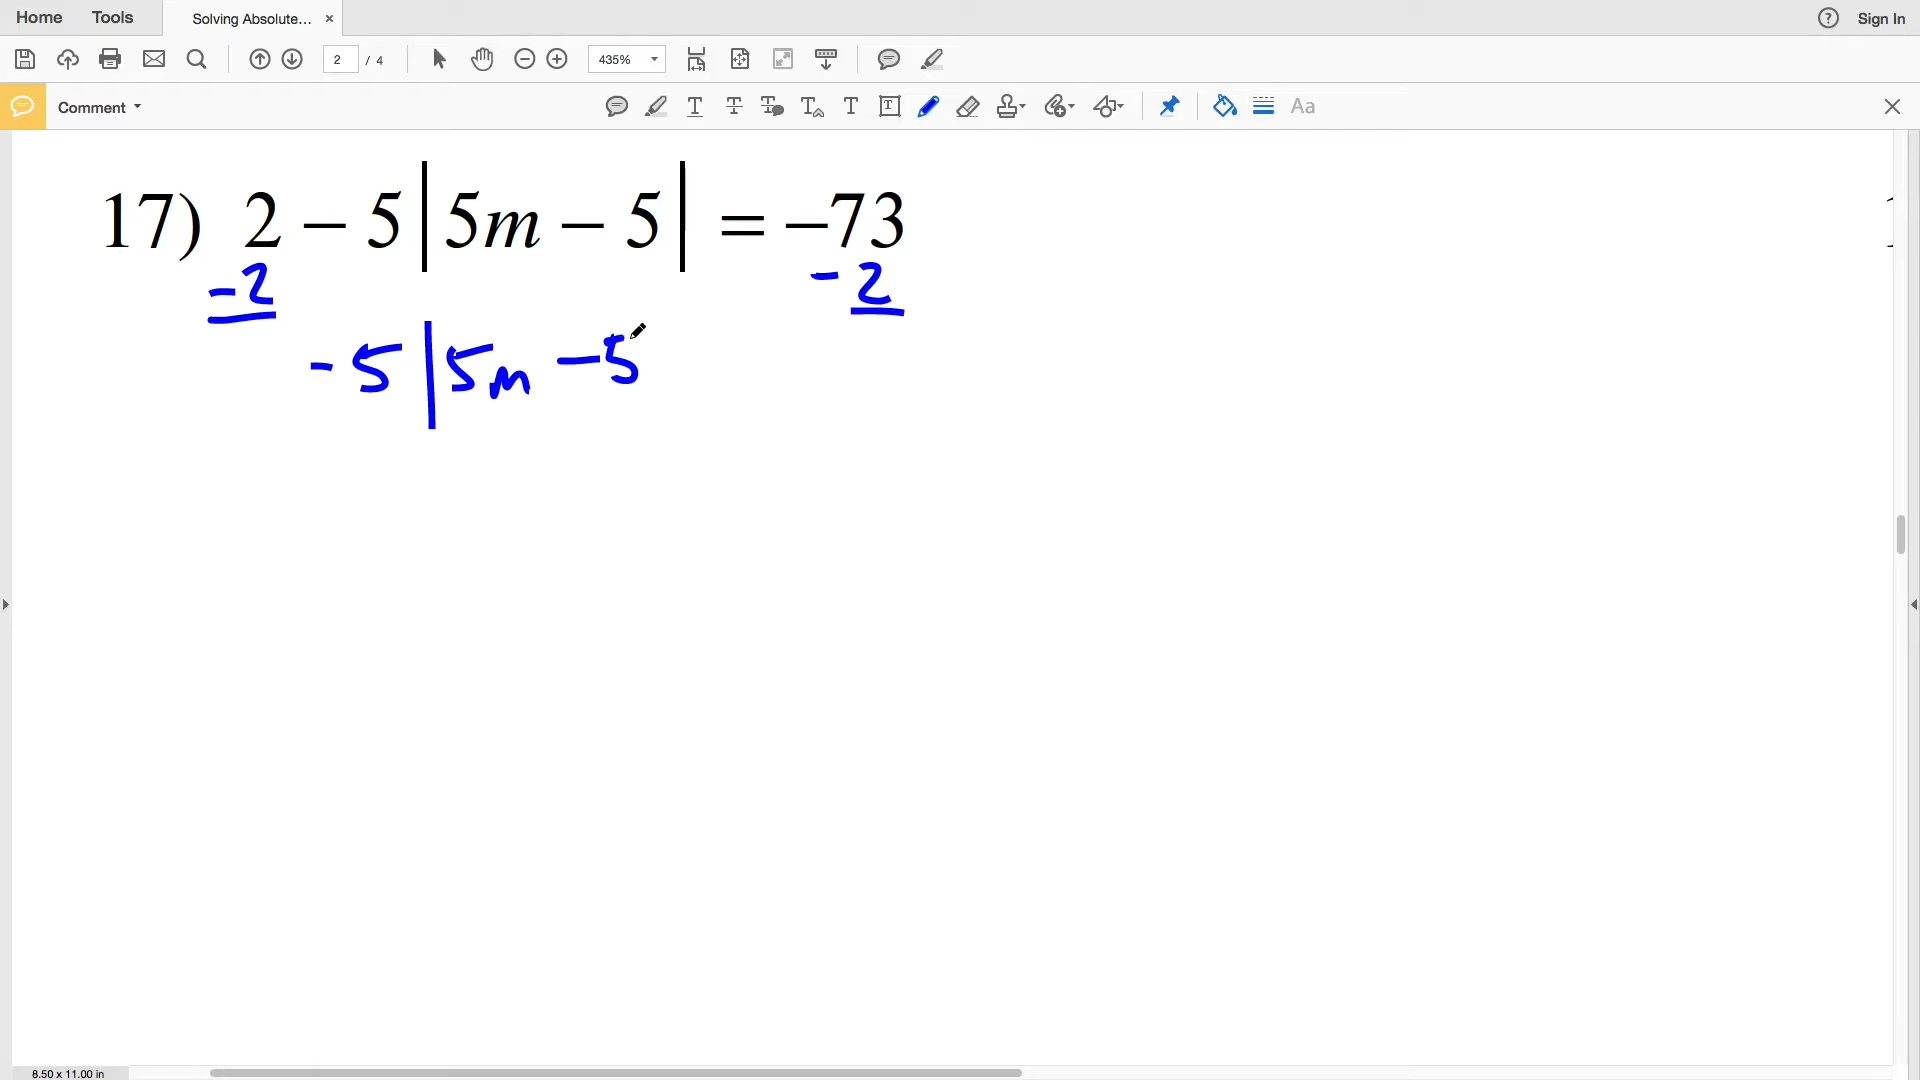 Home Tools Solving Absolute... × ? Sign In
2 / 4 435%
Comment T T T T T T Aa
17) 2 − 5|5m − 5| = −73
-2 -2
-5|5m -5
8.50 x 11.00 in